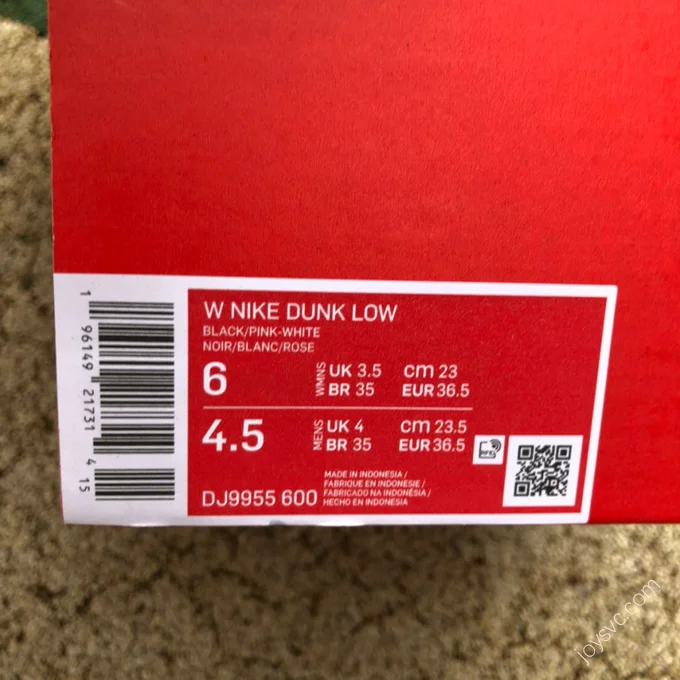 1 96149 21731 4 15
W NIKE DUNK LOW
BLACK/PINK-WHITE
NOIR/BLANC/ROSE
6 WMNS UK 3.5 cm 23
BR 35 EUR 36.5
4.5 MENS UK 4 cm 23.5
BR 35 EUR 36.5
DJ9955 600
MADE IN INDONESIA /
FABRIQUE EN INDONESIE /
FABRICADO NA INDONÉSIA /
HECHO EN INDONESIA
joysvc.com